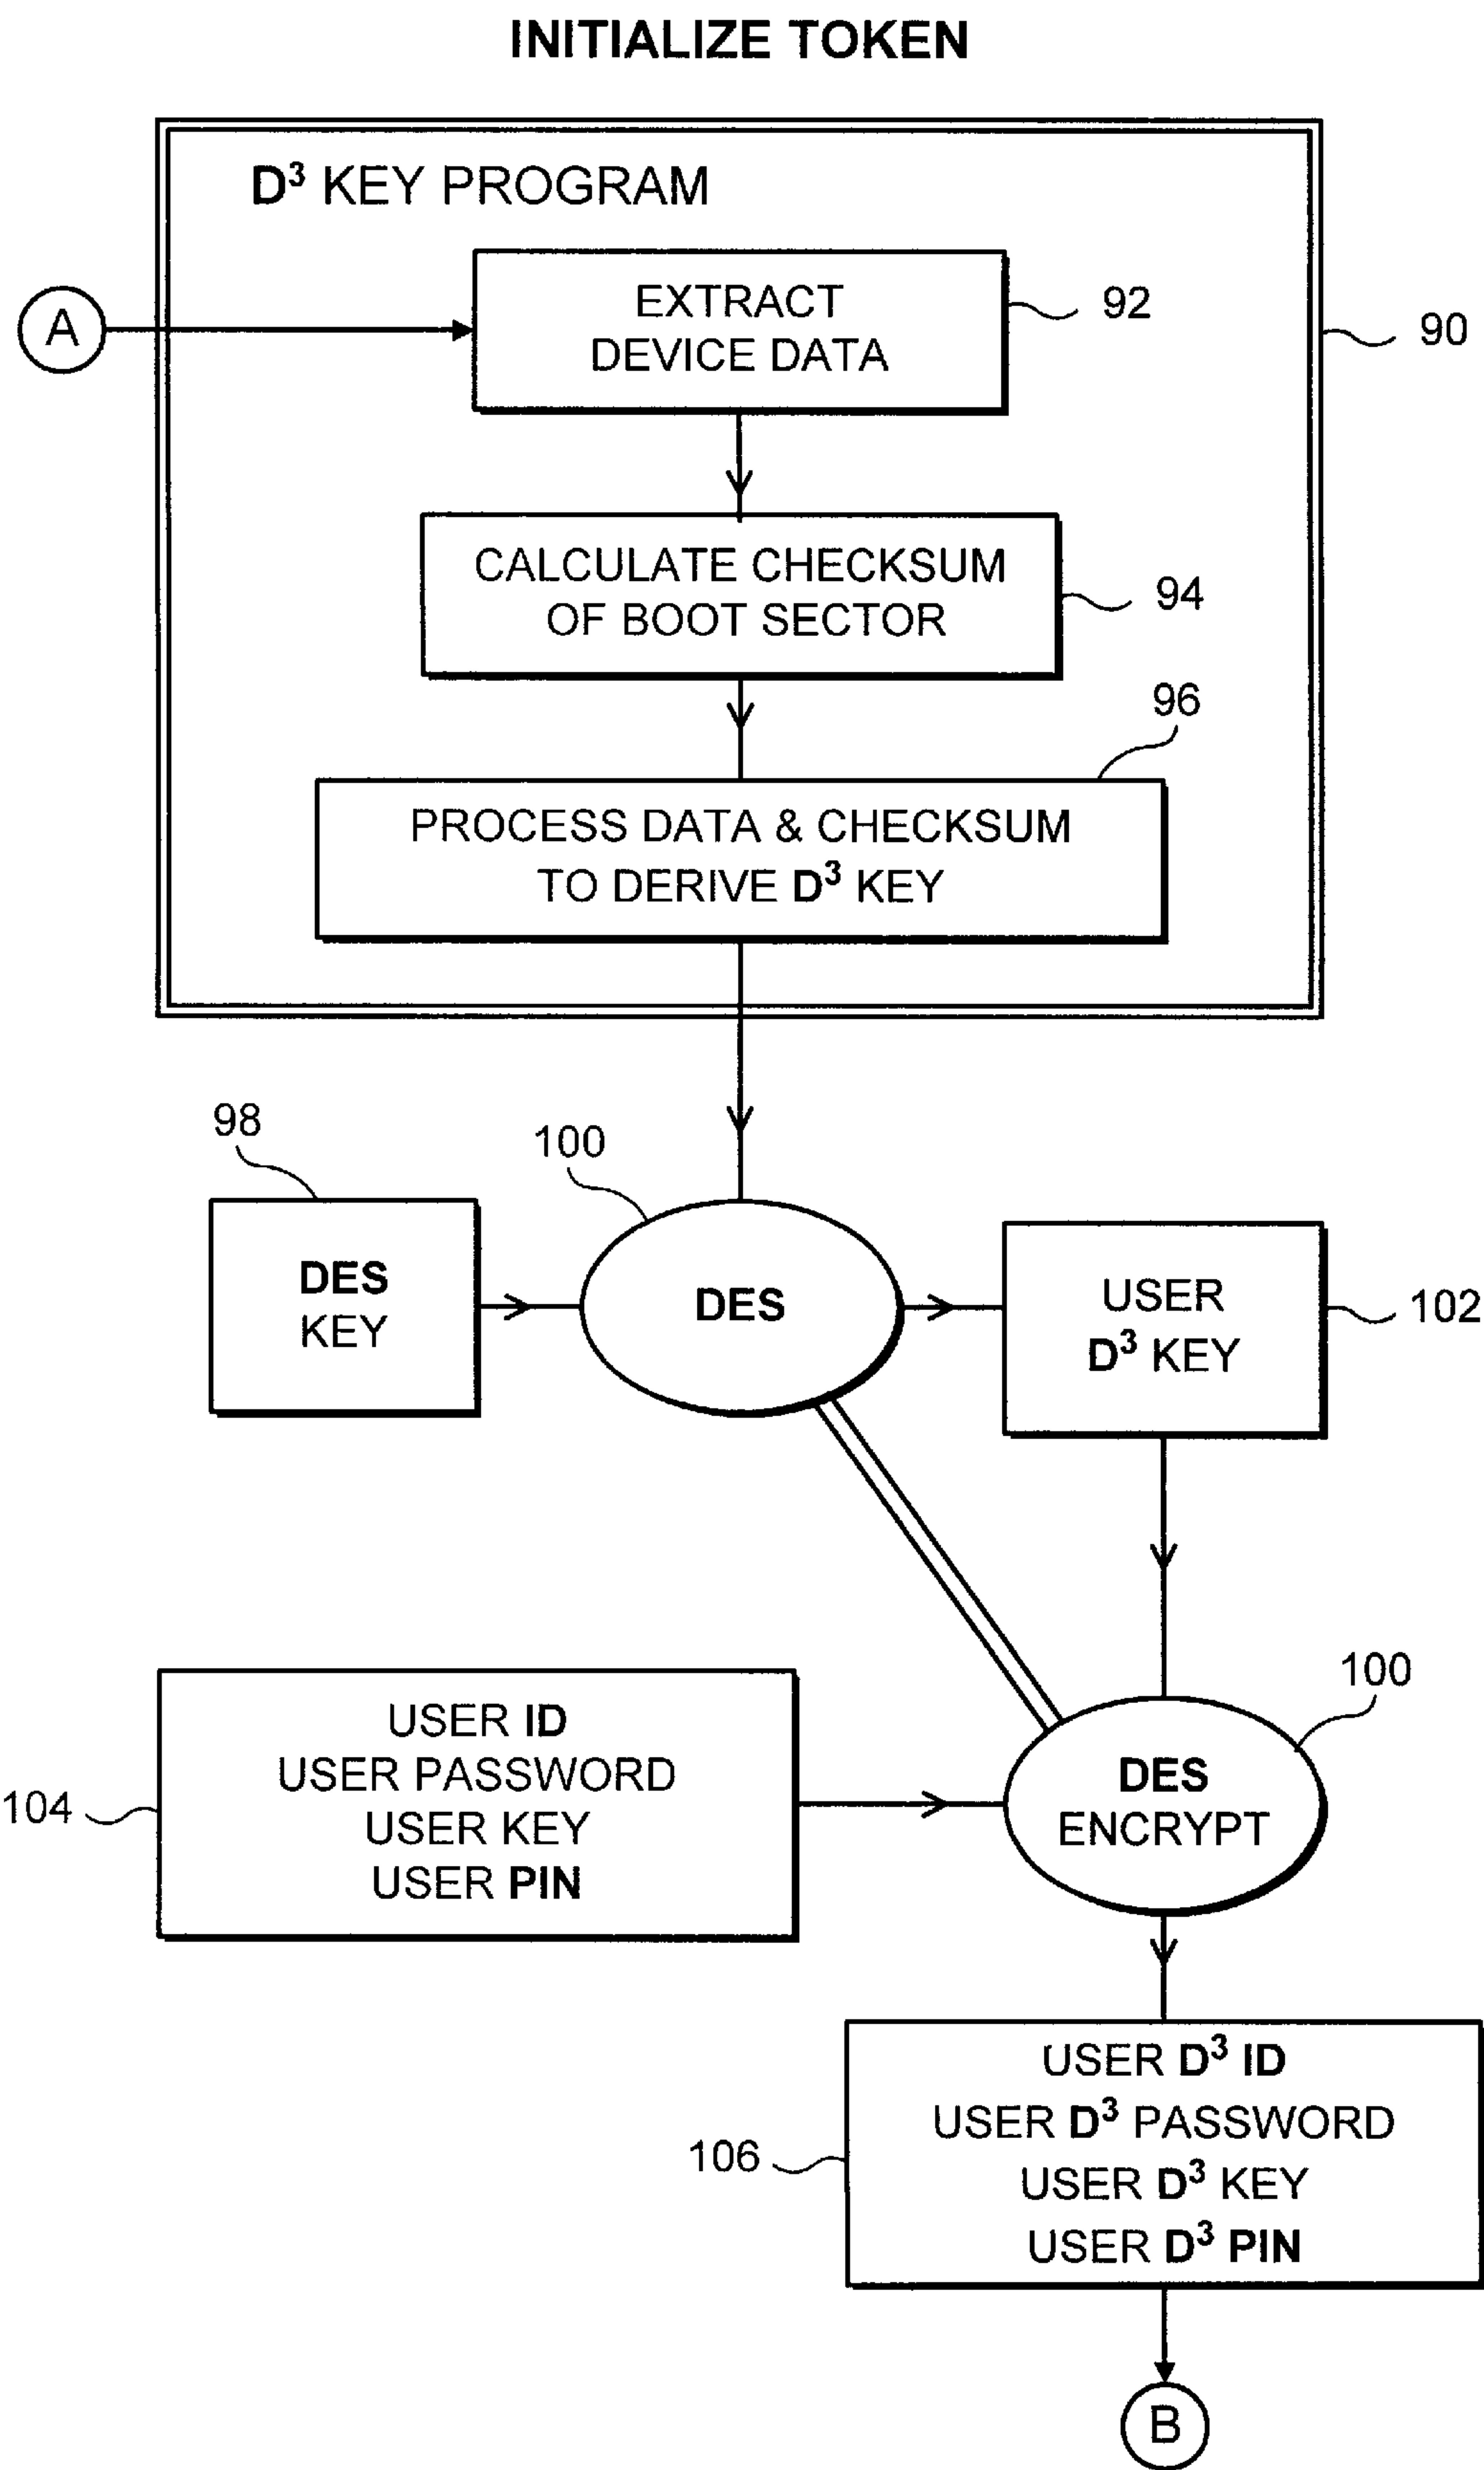 INITIALIZE TOKEN
D³ KEY PROGRAM
A
EXTRACT
DEVICE DATA
92
90
CALCULATE CHECKSUM
OF BOOT SECTOR
94
96
PROCESS DATA & CHECKSUM
TO DERIVE D³ KEY
98
100
DES
KEY
DES
USER
D³ KEY
102
100
USER ID
USER PASSWORD
USER KEY
USER PIN
104
DES
ENCRYPT
USER D³ ID
USER D³ PASSWORD
USER D³ KEY
USER D³ PIN
106
B